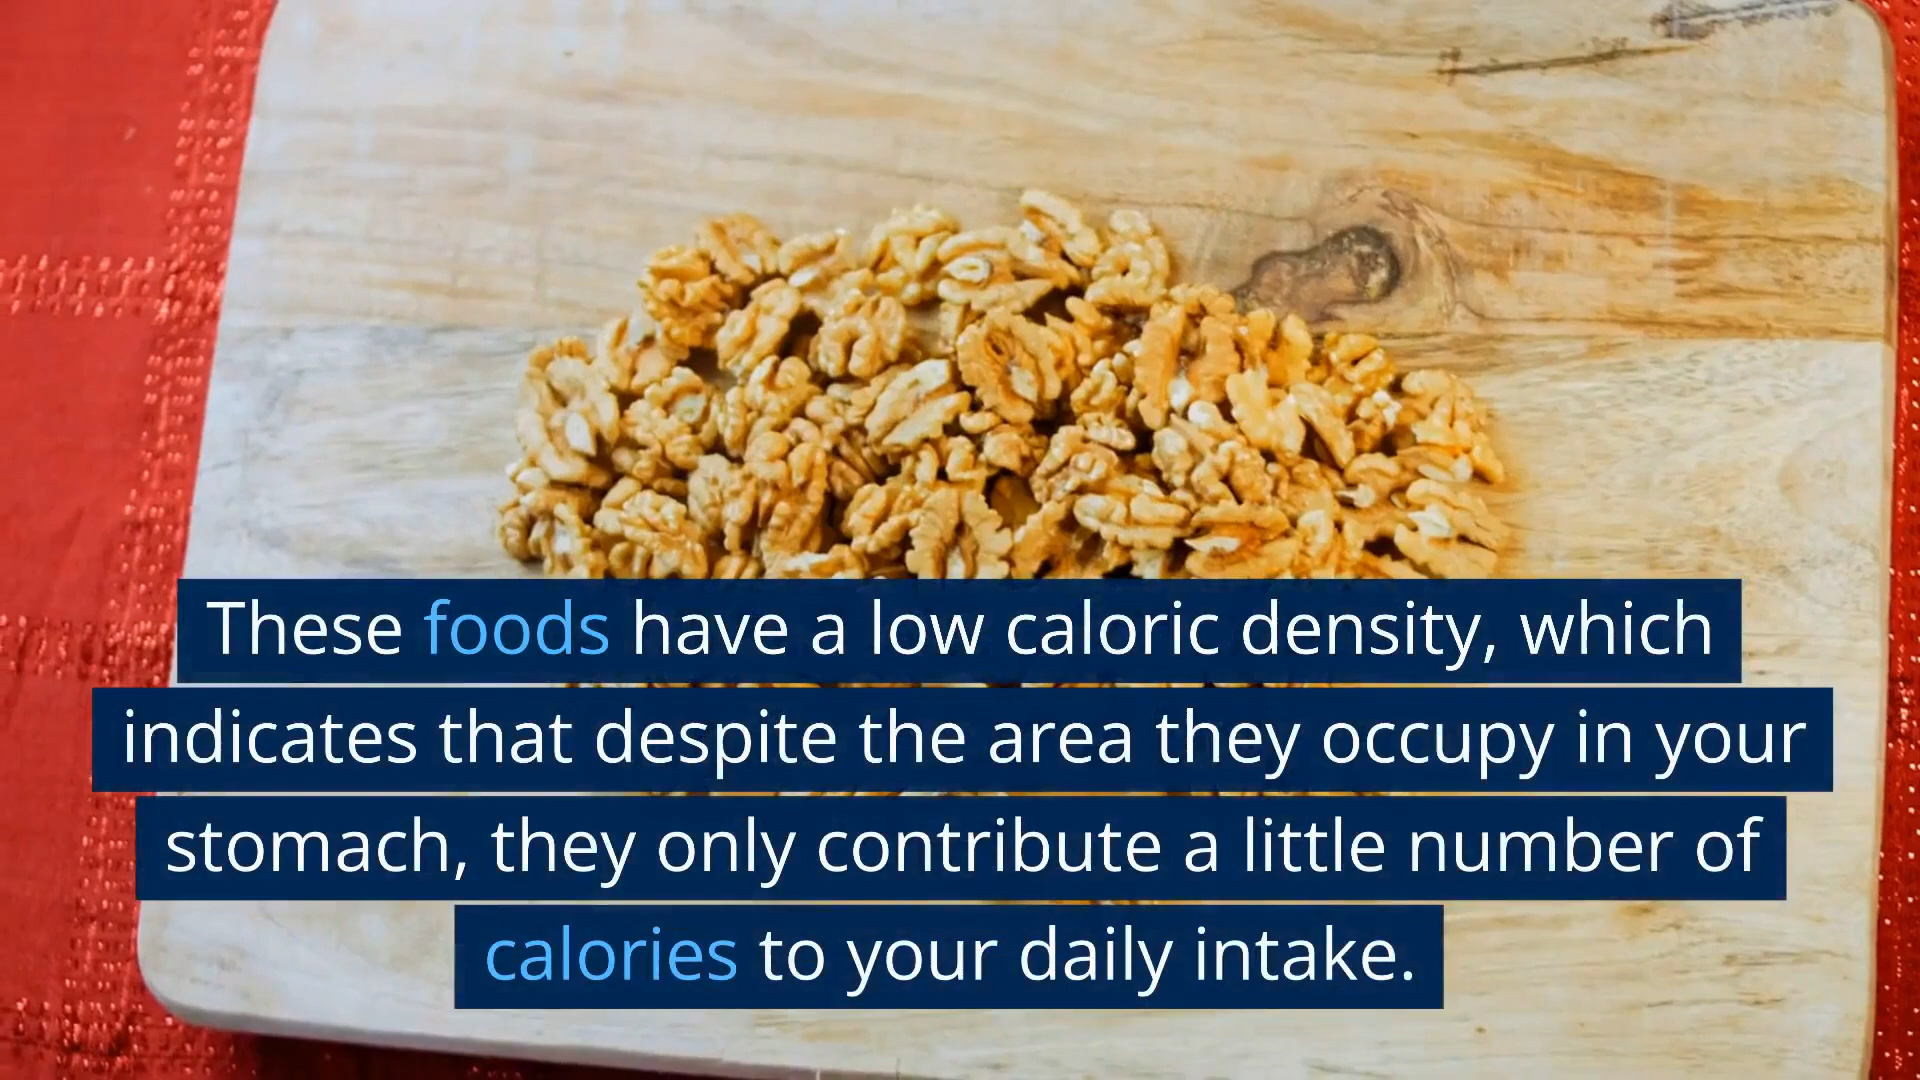 These foods have a low caloric density, which
indicates that despite the area they occupy in your
stomach, they only contribute a little number of
calories to your daily intake.